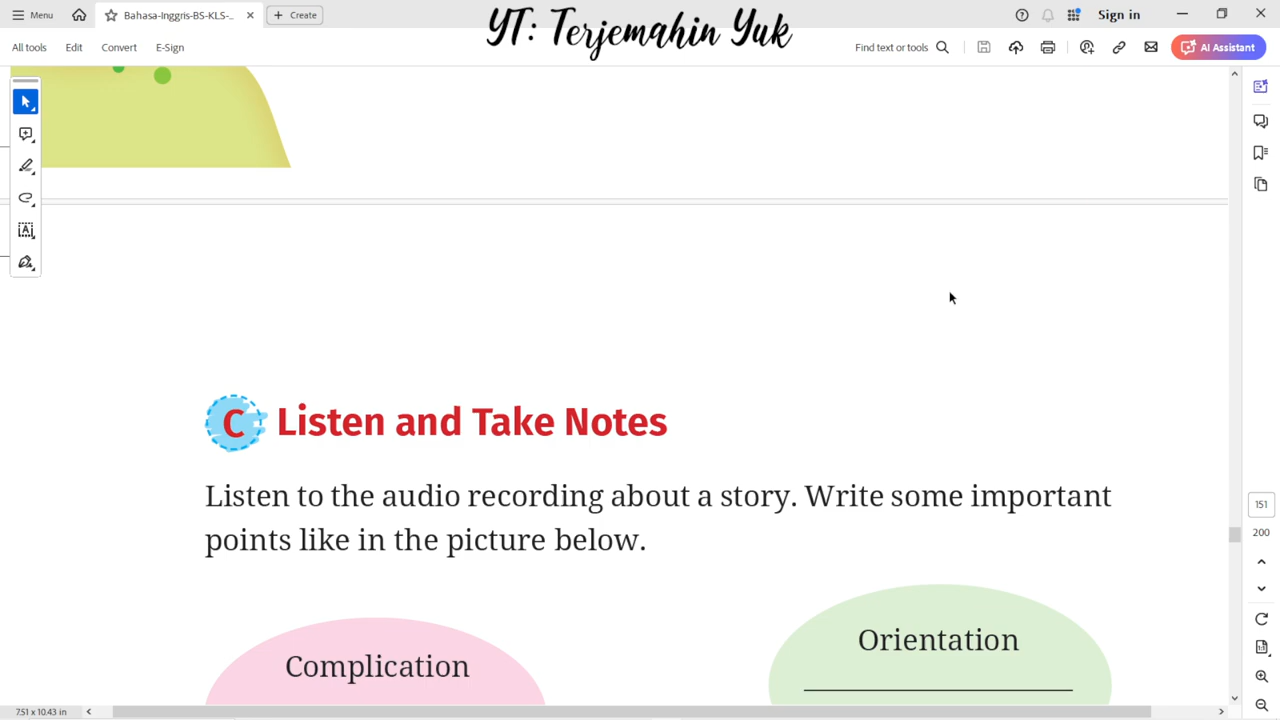 Menu
Bahasa-Inggris-BS-KLS-...
Create
YT: Terjemahin Yuk
Sign in
All tools
Edit
Convert
E-Sign
Find text or tools
AI Assistant
C Listen and Take Notes
Listen to the audio recording about a story. Write some important
points like in the picture below.
Complication
Orientation
151
200
7.51 x 10.43 in